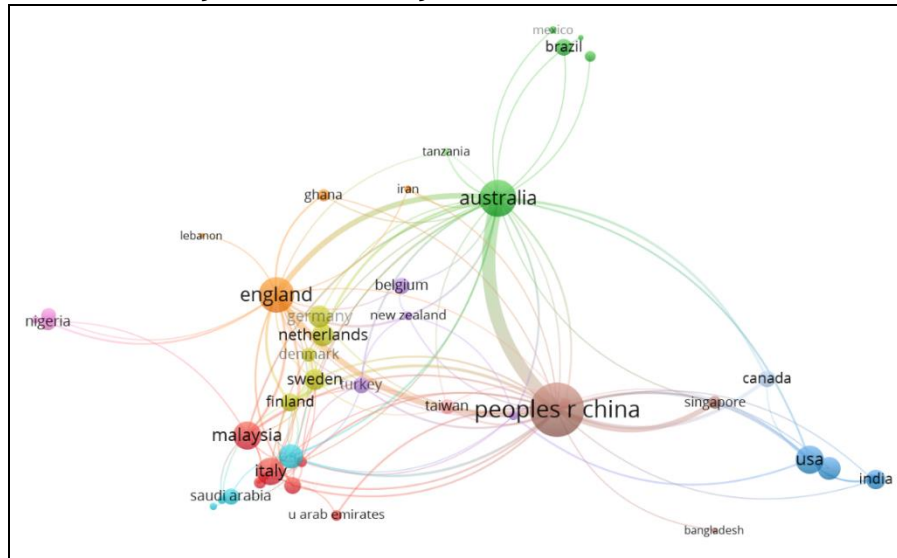 mexico
brazil
tanzania
ghana
iran
australia
lebanon
england
belgium
germany
new zealand
nigeria
netherlands
denmark
sweden
turkey
canada
finland
taiwan
peoples r china
singapore
malaysia
italy
usa
india
saudi arabia
u arab emirates
bangladesh